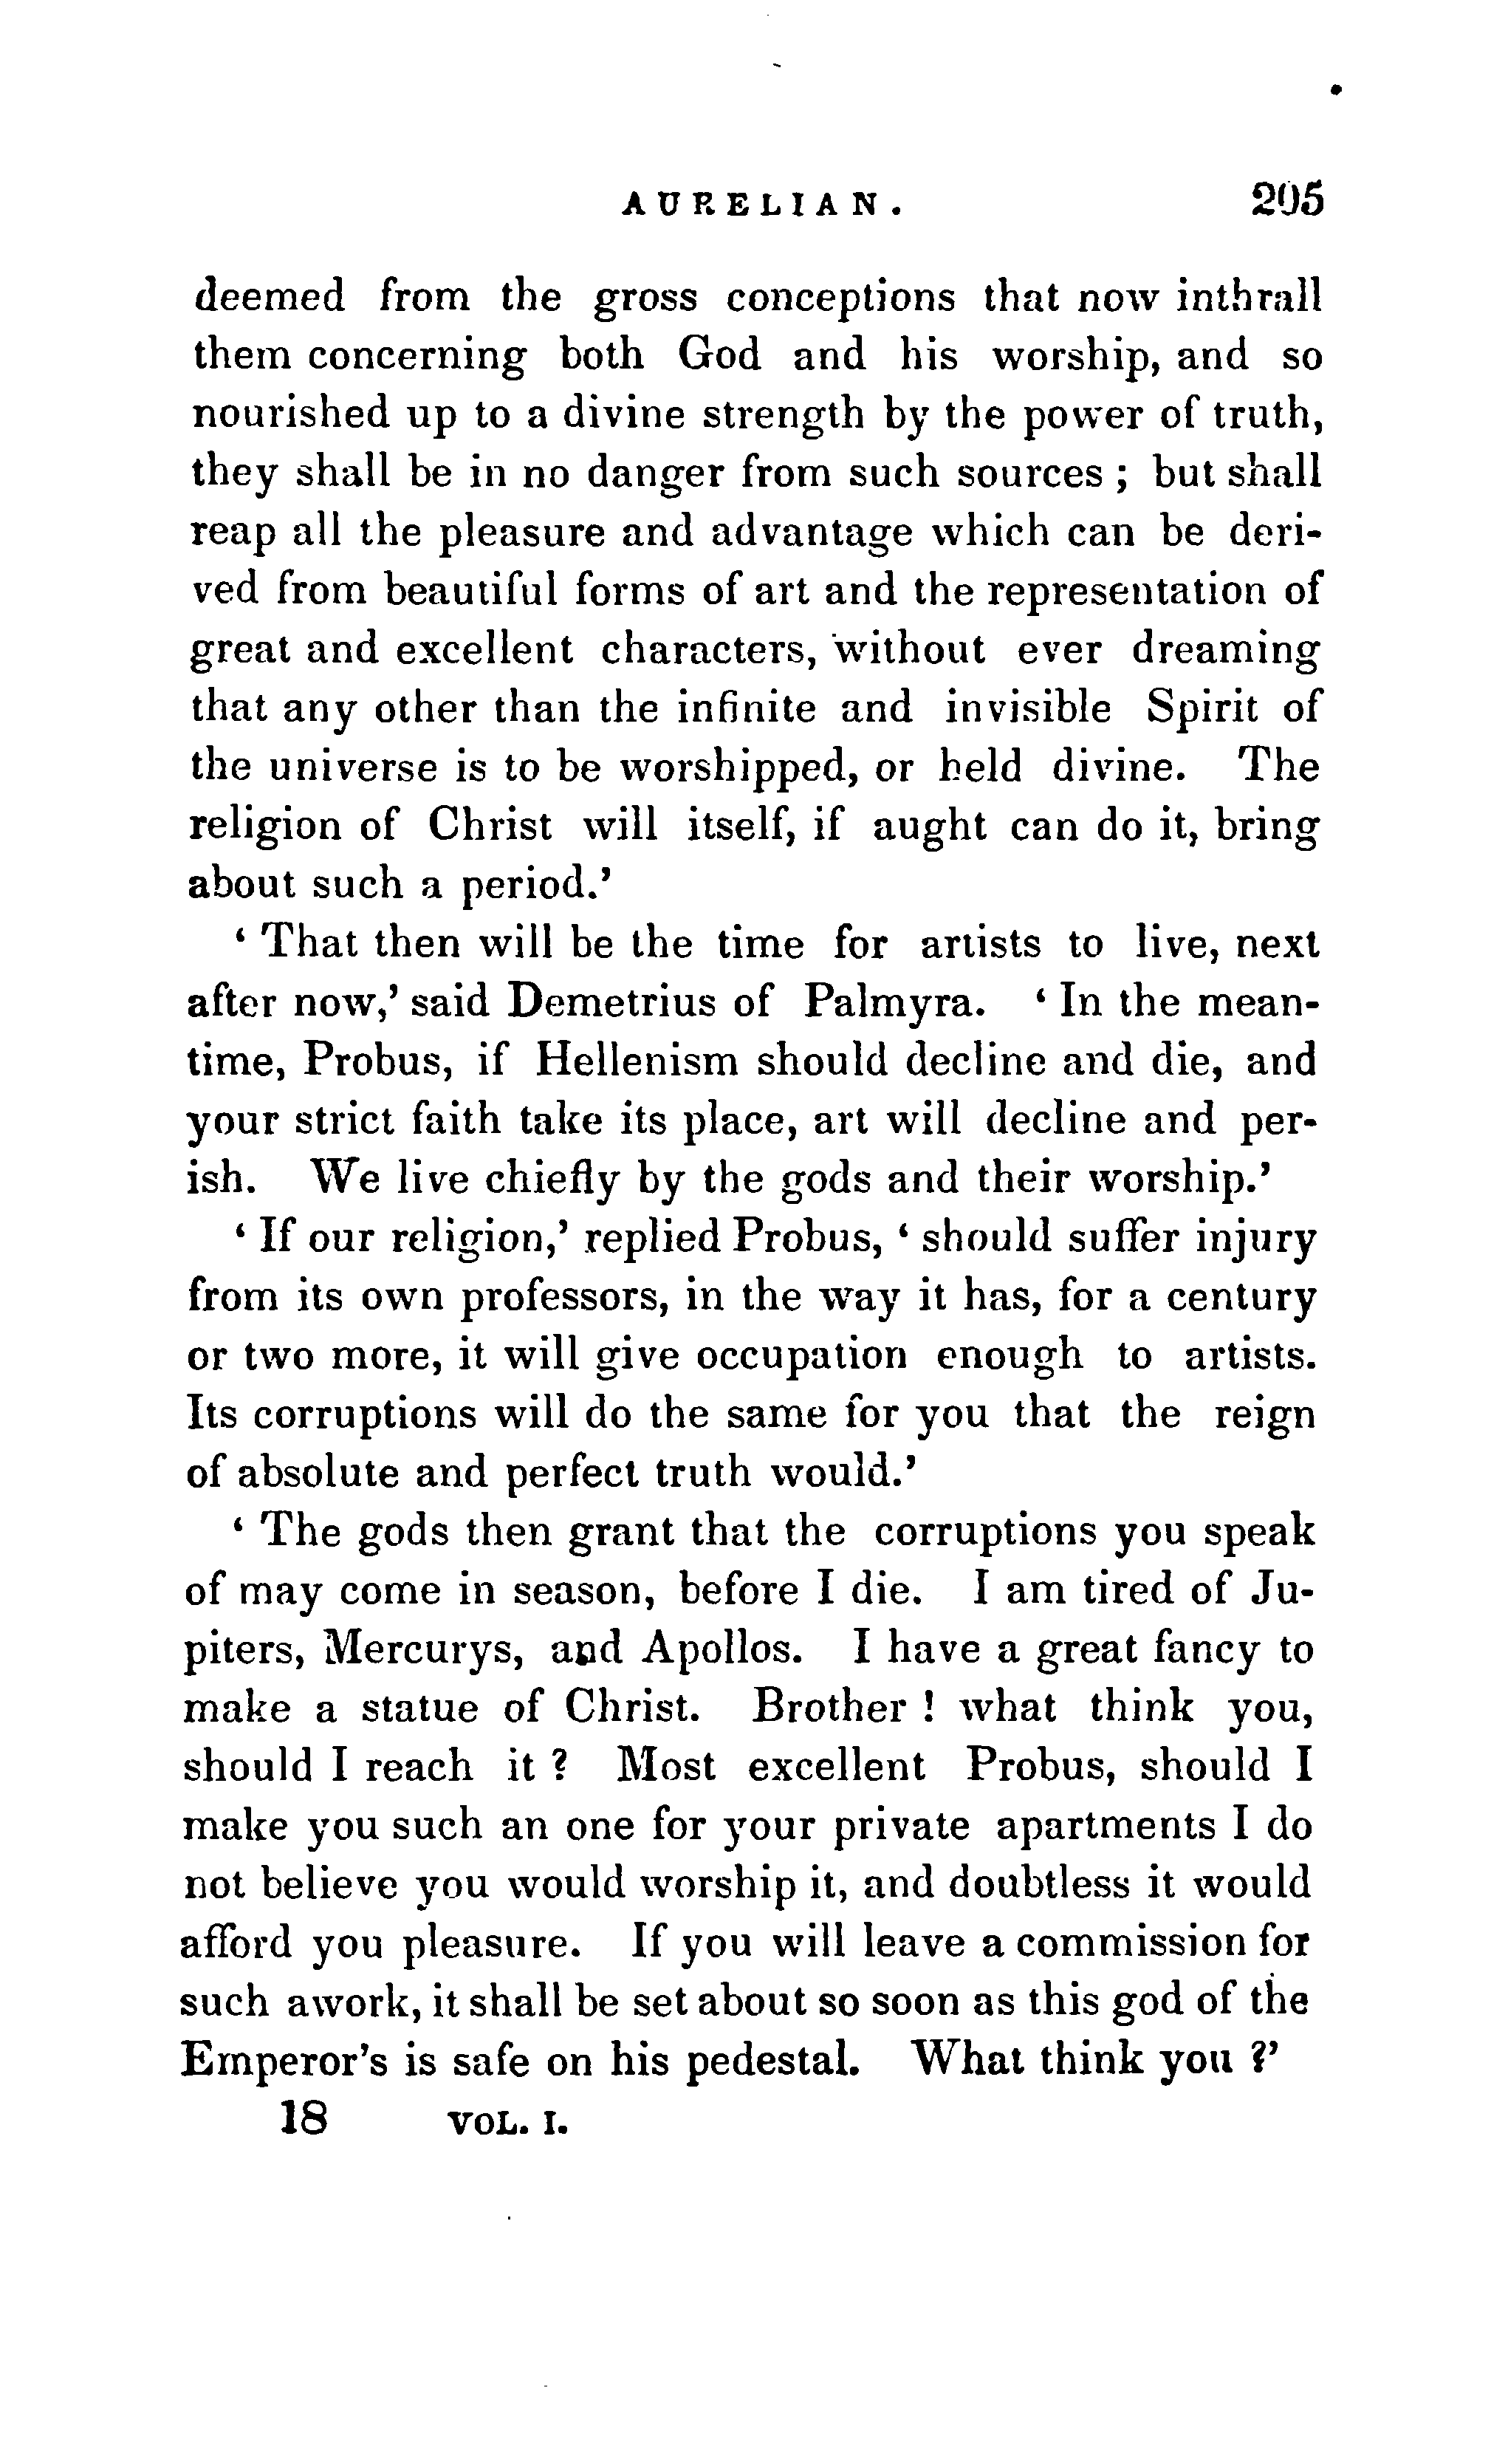 AURELIAN. 205
deemed from the gross conceptions that now inthrall
them concerning both God and his worship, and so
nourished up to a divine strength by the power of truth,
they shall be in no danger from such sources ; but shall
reap all the pleasure and advantage which can be deri-
ved from beautiful forms of art and the representation of
great and excellent characters, without ever dreaming
that any other than the infinite and invisible Spirit of
the universe is to be worshipped, or held divine. The
religion of Christ will itself, if aught can do it, bring
about such a period.’
‘ That then will be the time for artists to live, next
after now,’ said Demetrius of Palmyra. ‘ In the mean-
time, Probus, if Hellenism should decline and die, and
your strict faith take its place, art will decline and per-
ish. We live chiefly by the gods and their worship.’
‘ If our religion,’ replied Probus, ‘ should suffer injury
from its own professors, in the way it has, for a century
or two more, it will give occupation enough to artists.
Its corruptions will do the same for you that the reign
of absolute and perfect truth would.’
‘ The gods then grant that the corruptions you speak
of may come in season, before I die. I am tired of Ju-
piters, Mercurys, and Apollos. I have a great fancy to
make a statue of Christ. Brother ! what think you,
should I reach it ? Most excellent Probus, should I
make you such an one for your private apartments I do
not believe you would worship it, and doubtless it would
afford you pleasure. If you will leave a commission for
such awork, it shall be set about so soon as this god of the
Emperor’s is safe on his pedestal. What think you ?’
18 VOL. I.